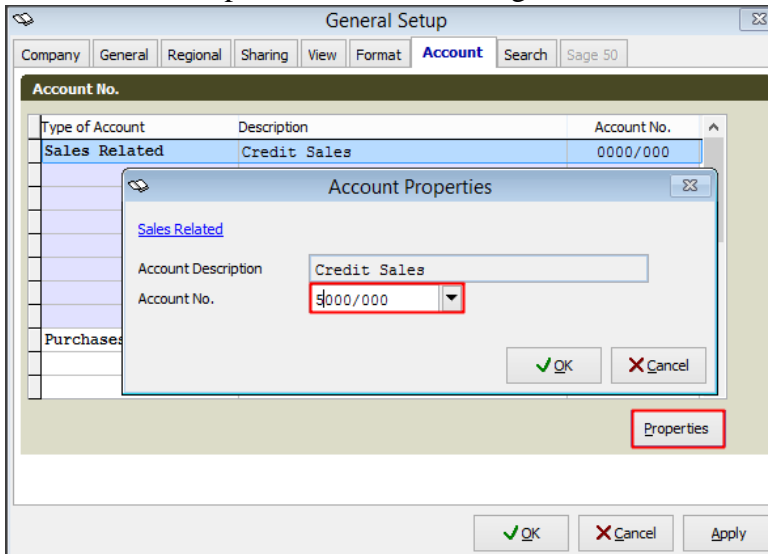 General Setup
Company General Regional Sharing View Format Account Search Sage 50
Account No.
Type of Account Description Account No.
Sales Related Credit Sales 0000/000
Account Properties
Sales Related
Account Description Credit Sales
Account No. 5000/000
OK Cancel
Purchases
Properties
OK Cancel Apply